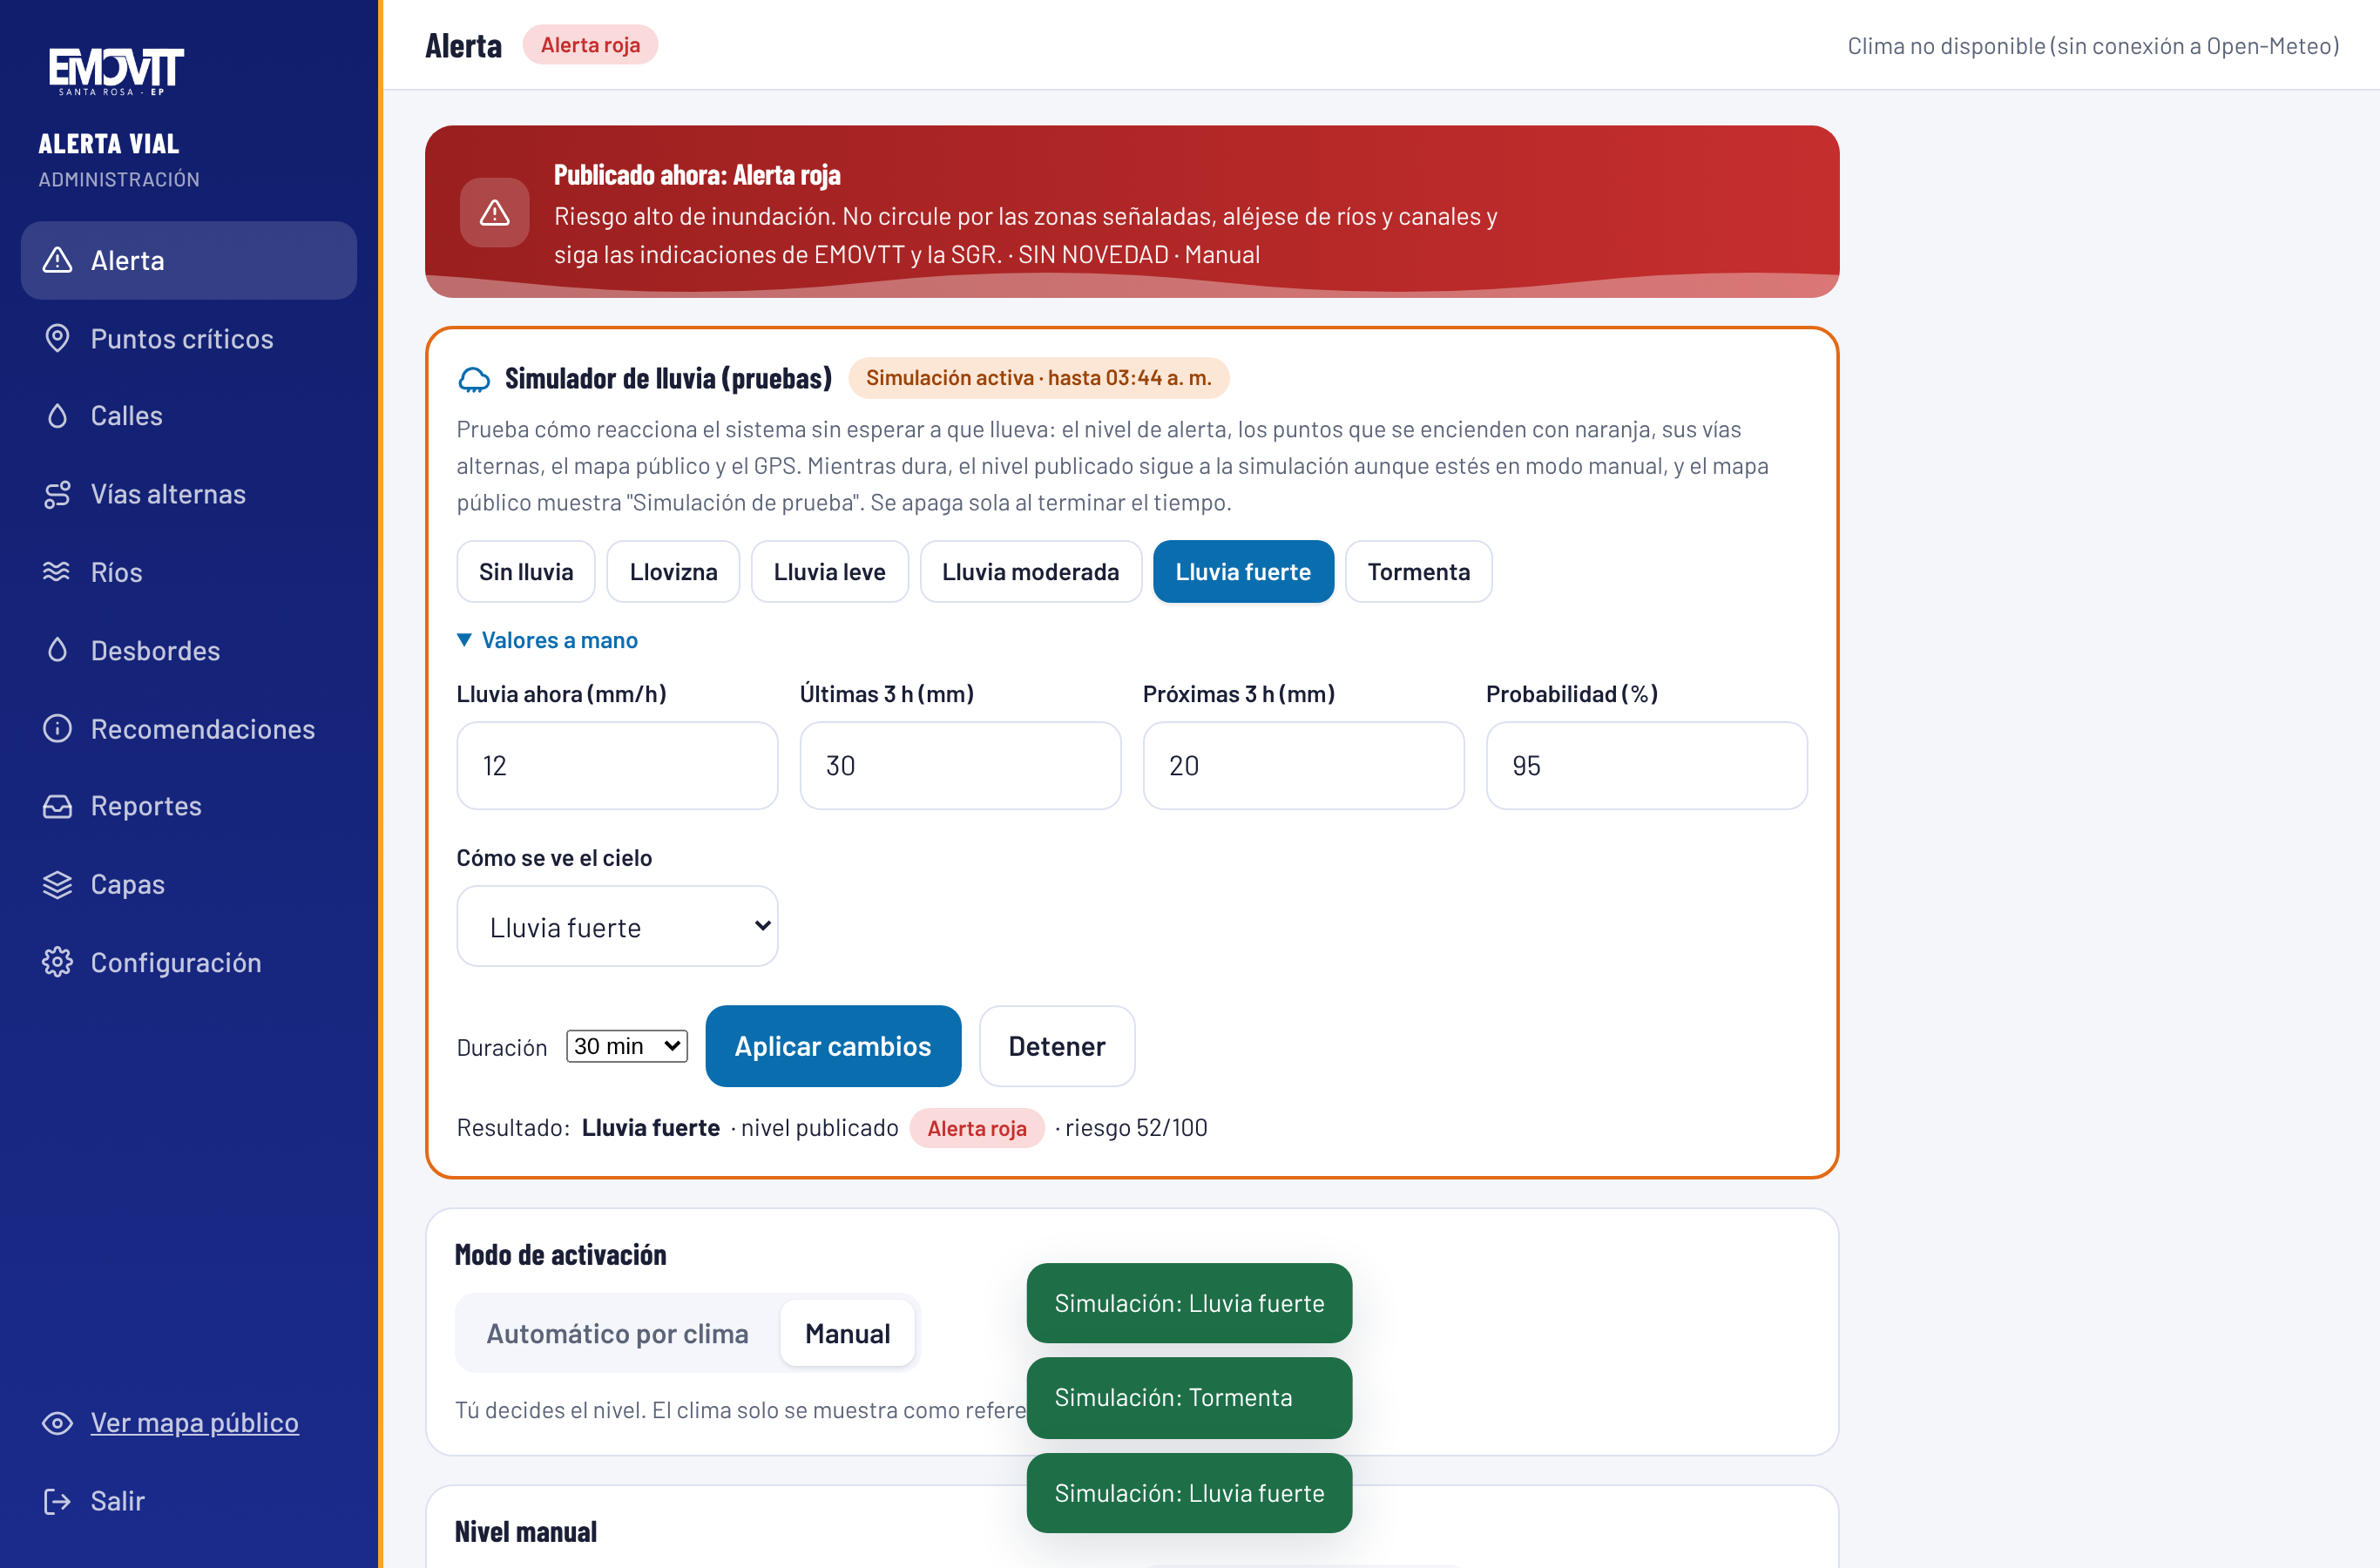 EMOVTT
SANTA ROSA - EP
ALERTA VIAL
ADMINISTRACIÓN
Alerta
Puntos críticos
Calles
Vías alternas
Ríos
Desbordes
Recomendaciones
Reportes
Capas
Configuración
Ver mapa público
Salir
Alerta
Alerta roja
Clima no disponible (sin conexión a Open-Meteo)
Publicado ahora: Alerta roja
Riesgo alto de inundación. No circule por las zonas señaladas, aléjese de ríos y canales y
siga las indicaciones de EMOVTT y la SGR. · SIN NOVEDAD · Manual
Simulador de lluvia (pruebas)
Simulación activa · hasta 03:44 a. m.
Prueba cómo reacciona el sistema sin esperar a que llueva: el nivel de alerta, los puntos que se encienden con naranja, sus vías
alternas, el mapa público y el GPS. Mientras dura, el nivel publicado sigue a la simulación aunque estés en modo manual, y el mapa
público muestra "Simulación de prueba". Se apaga sola al terminar el tiempo.
Sin lluvia
Llovizna
Lluvia leve
Lluvia moderada
Lluvia fuerte
Tormenta
Valores a mano
Lluvia ahora (mm/h)
Últimas 3 h (mm)
Próximas 3 h (mm)
Probabilidad (%)
12
30
20
95
Cómo se ve el cielo
Lluvia fuerte
Duración
30 min
Aplicar cambios
Detener
Resultado: Lluvia fuerte · nivel publicado Alerta roja · riesgo 52/100
Modo de activación
Automático por clima
Manual
Tú decides el nivel. El clima solo se muestra como refere
Simulación: Lluvia fuerte
Simulación: Tormenta
Simulación: Lluvia fuerte
Nivel manual